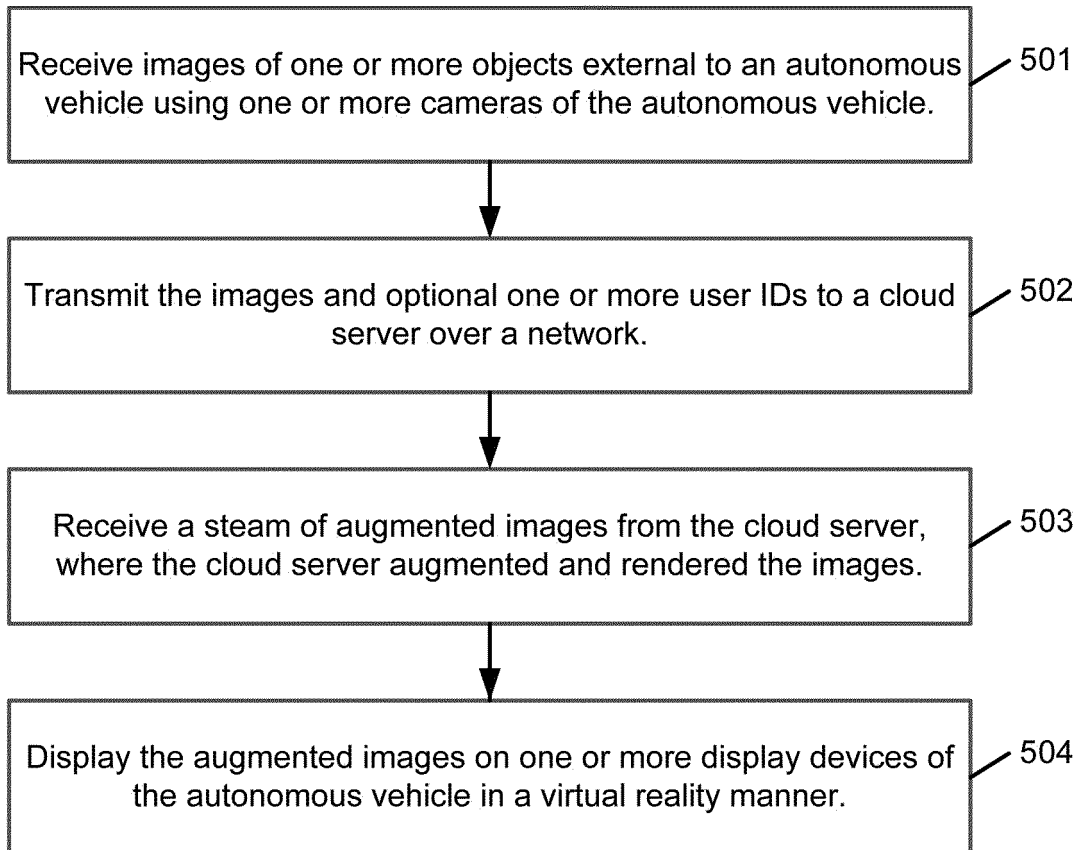 Receive images of one or more objects external to an autonomous
vehicle using one or more cameras of the autonomous vehicle.
501
Transmit the images and optional one or more user IDs to a cloud
server over a network.
502
Receive a steam of augmented images from the cloud server,
where the cloud server augmented and rendered the images.
503
Display the augmented images on one or more display devices of
the autonomous vehicle in a virtual reality manner.
504